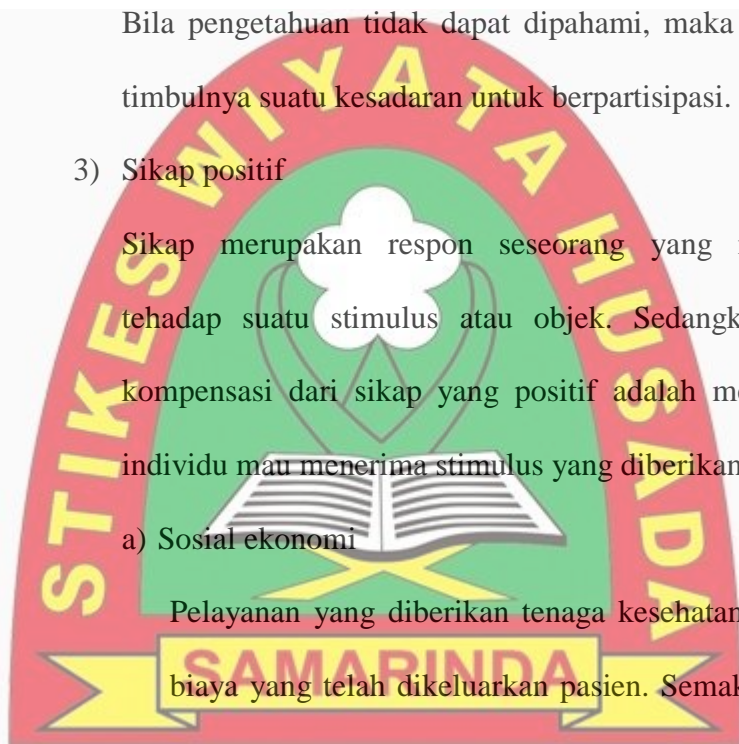 Bila pengetahuan tidak dapat dipahami, maka
timbulnya suatu kesadaran untuk berpartisipasi.
3) Sikap positif
Sikap merupakan respon seseorang yang
tehadap suatu stimulus atau objek.
kompensasi dari sikap yang positif adalah
individu mau menerima stimulus yang diberikan
a) Sosial ekonomi
Pelayanan yang diberikan tenaga kesehatan
biaya yang telah dikeluarkan pasien.
STIKES WIYATA HUSADA
SAMARINDA